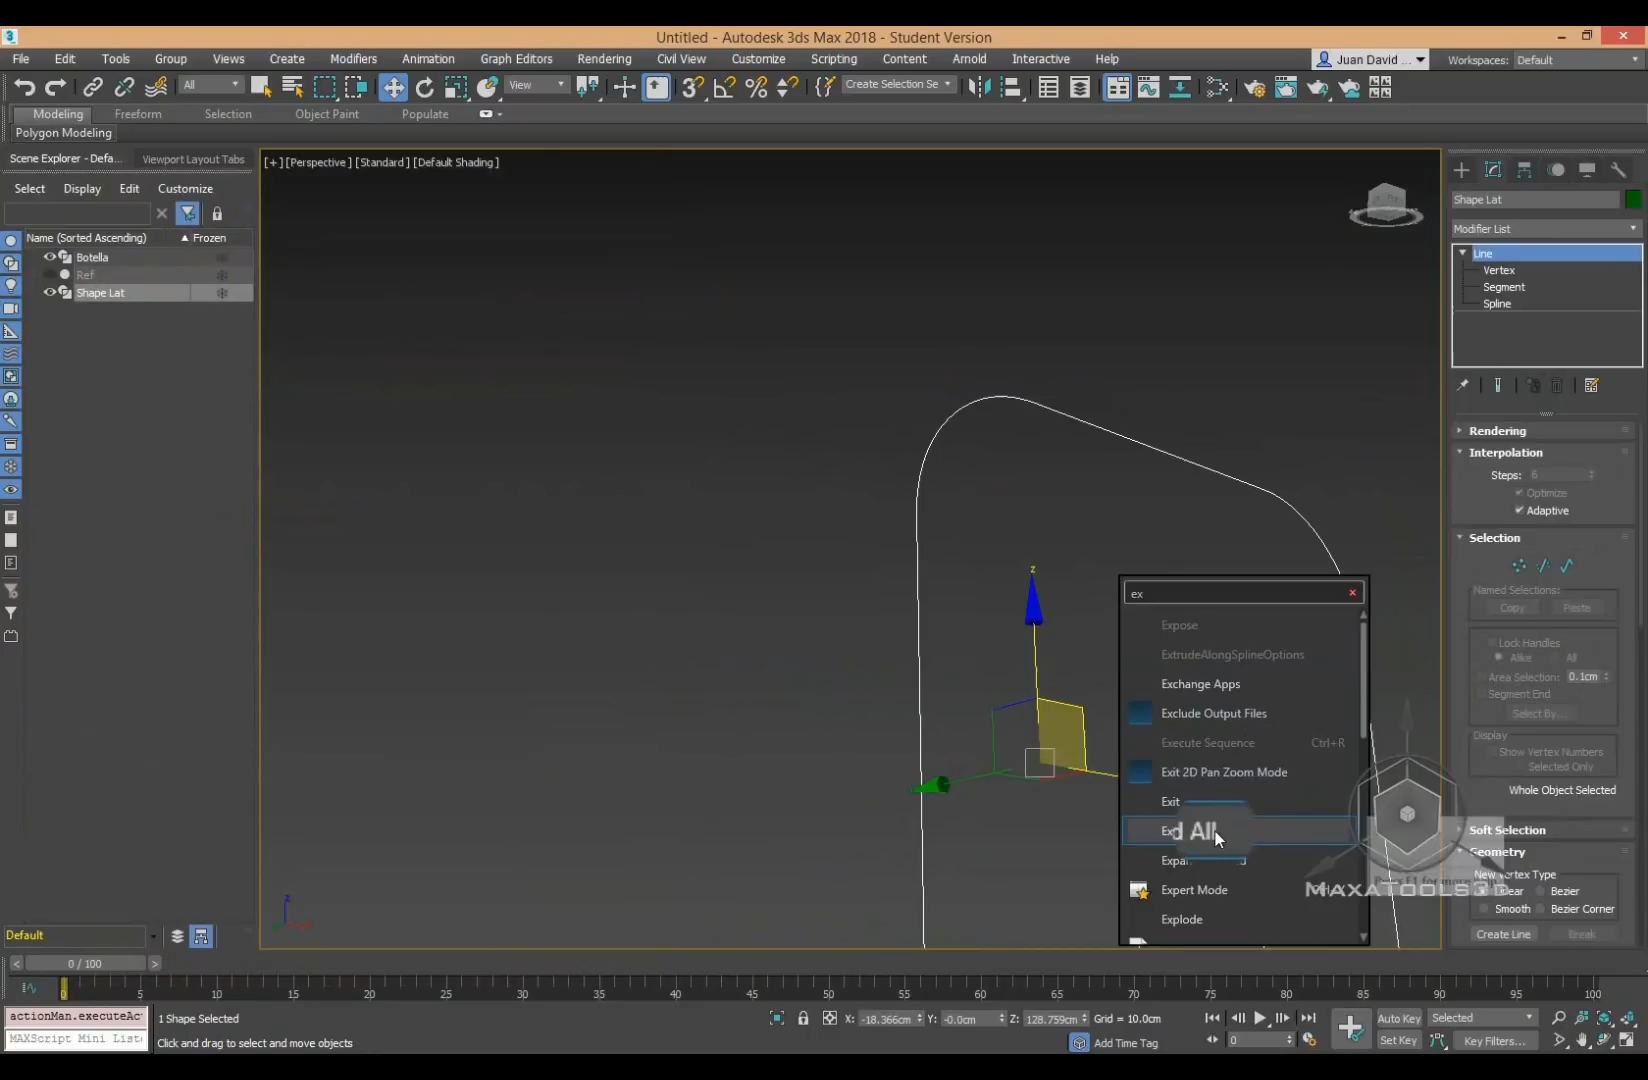 Untitled - Autodesk 3ds Max 2018 - Student Version
File Edit Tools Group Views Create Modifiers Animation Graph Editors Rendering Civil View Customize Scripting Content Arnold Interactive Help Juan David ... Workspaces: Default
All View Create Selection Se
Modeling Freeform Selection Object Paint Populate
Polygon Modeling
Scene Explorer - Defa... Viewport Layout Tabs
[+] [Perspective] [Standard] [Default Shading]
Select Display Edit Customize
Name (Sorted Ascending) Frozen
Botella
Ref
Shape Lat
Shape Lat
Modifier List
Line
Vertex
Segment
Spline
Rendering
Interpolation
Steps: 6
Optimize
Adaptive
Selection
Named Selections:
Copy Paste
Lock Handles
Alike All
Area Selection: 0.1cm
Segment End
Select By...
Display
Show Vertex Numbers
Selected Only
Whole Object Selected
Soft Selection
Geometry
New Vertex Type
Bezier
Smooth Bezier Corner
Create Line Break
z
ex
Expose
ExtrudeAlongSplineOptions
Exchange Apps
Exclude Output Files
Execute Sequence Ctrl+R
Exit 2D Pan Zoom Mode
Exit
d All
Expert Mode
Explode
MAXATOOLS3D
z
Default
0 / 100
0 5 10 15 20 25 30 35 40 45 50 55 60 65 70 75 80 85 90 95 100
actionMan.executeAc
MAXScript Mini List
1 Shape Selected
Click and drag to select and move objects
X: -18.366cm Y: -0.0cm Z: 128.759cm Grid = 10.0cm
Add Time Tag
0
Auto Key Selected
Set Key Key Filters...